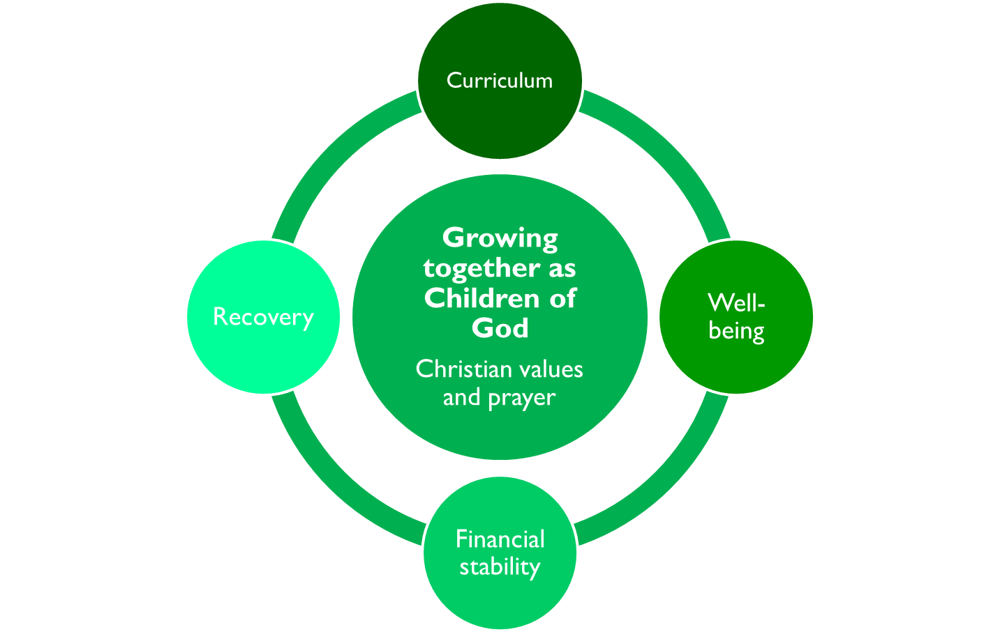 Curriculum
Growing
together as
Children of
God
Christian values
and prayer
Recovery
Well-
being
Financial
stability